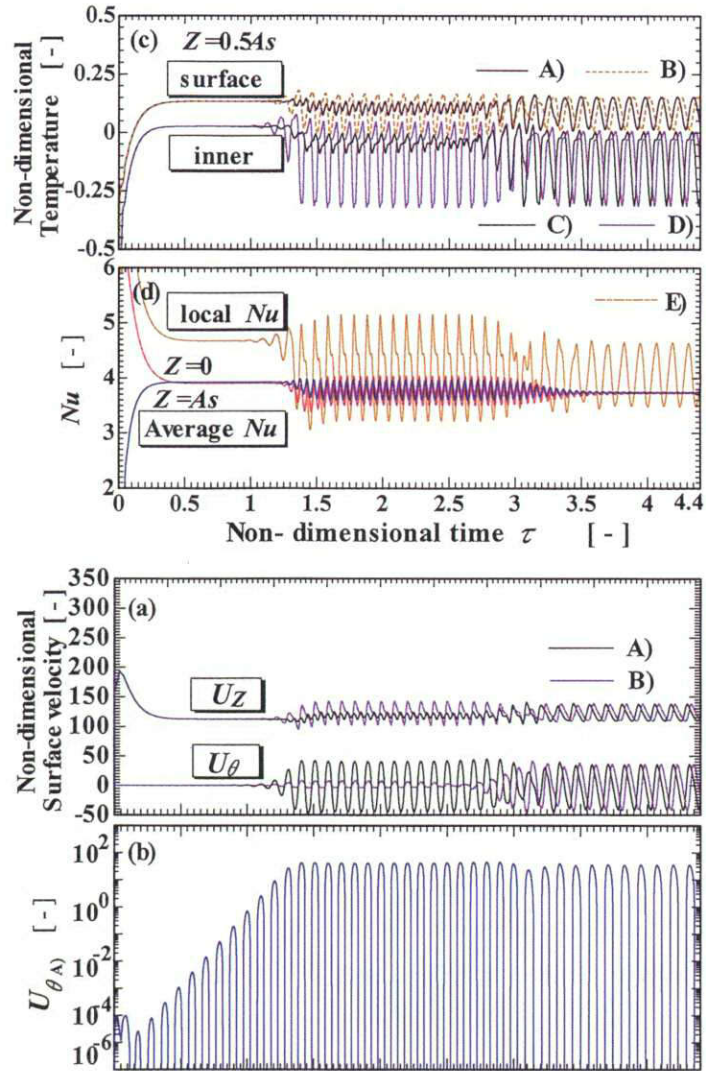 (c) Z=0.5As
surface
inner
A) B)
C) D)
Non-dimensional
Temperature [ - ]
0.5
0.25
0
-0.25
-0.5
(d)
local Nu
E)
Z=0
Z=As
Average Nu
Nu [ - ]
6
5
4
3
2
0 0.5 1 1.5 2 2.5 3 3.5 4 4.4
Non- dimensional time τ [ - ]
(a)
A)
B)
UZ
Uθ
Non-dimensional
Surface velocity [ - ]
350
300
250
200
150
100
50
0
-50
(b)
Uθ A) [ - ]
10²
10⁰
10⁻²
10⁻⁴
10⁻⁶